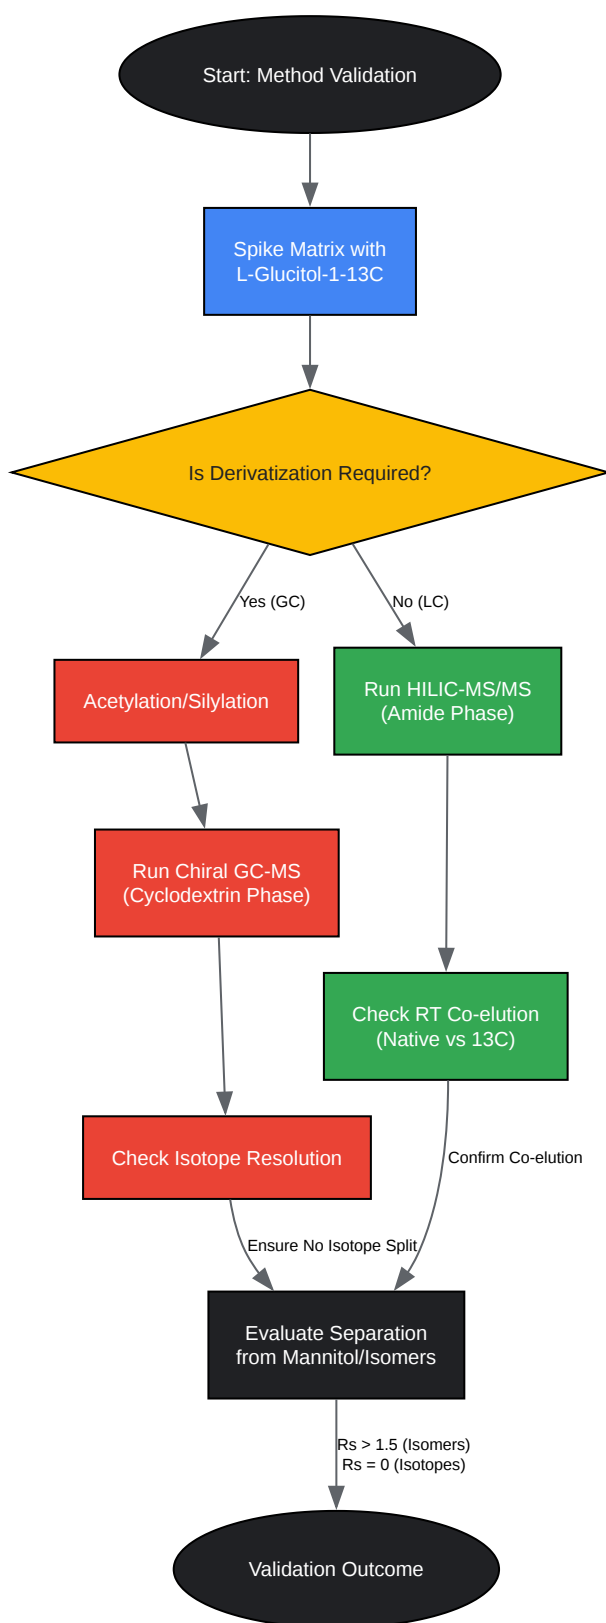 Start: Method Validation
Spike Matrix with
L-Glucitol-1-13C
Is Derivatization Required?
Yes (GC)
No (LC)
Acetylation/Silylation
Run HILIC-MS/MS
(Amide Phase)
Run Chiral GC-MS
(Cyclodextrin Phase)
Check RT Co-elution
(Native vs 13C)
Check Isotope Resolution
Confirm Co-elution
Ensure No Isotope Split
Evaluate Separation
from Mannitol/Isomers
Rs > 1.5 (Isomers)
Rs = 0 (Isotopes)
Validation Outcome